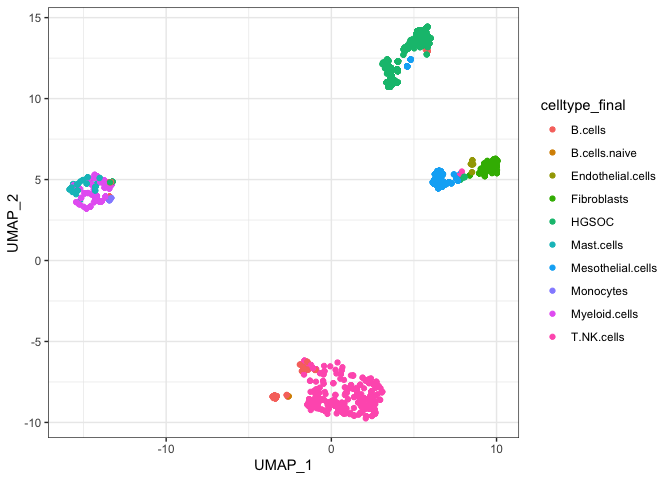 15
10
5
0
-5
-10
UMAP_2
-10
0
10
UMAP_1
celltype_final
B.cells
B.cells.naive
Endothelial.cells
Fibroblasts
HGSOC
Mast.cells
Mesothelial.cells
Monocytes
Myeloid.cells
T.NK.cells